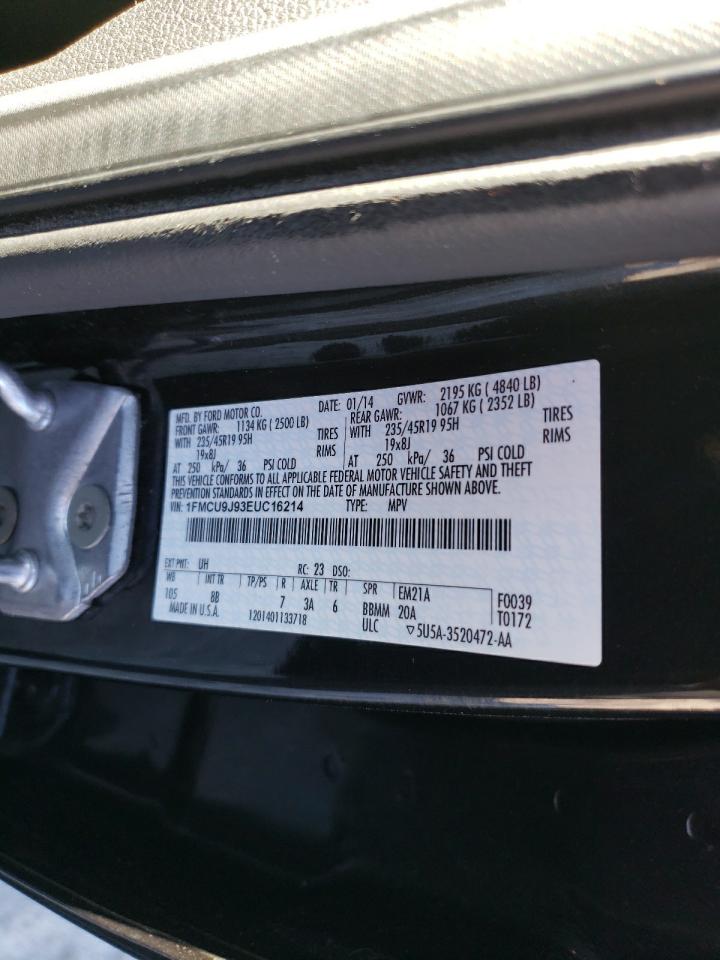 MFD. BY FORD MOTOR CO. DATE: 01/14 GVWR: 2195 KG ( 4840 LB)
FRONT GAWR: 1134 KG ( 2500 LB) REAR GAWR: 1067 KG ( 2352 LB)
WITH 235/45R19 95H TIRES WITH 235/45R19 95H TIRES
19x8J RIMS 19x8J RIMS
AT 250 kPa/ 36 PSI COLD AT 250 kPa/ 36 PSI COLD
THIS VEHICLE CONFORMS TO ALL APPLICABLE FEDERAL MOTOR VEHICLE SAFETY AND THEFT
PREVENTION STANDARDS IN EFFECT ON THE DATE OF MANUFACTURE SHOWN ABOVE.
VIN: 1FMCU9J93EUC16214 TYPE: MPV
EXT PNT: UH RC: 23 DSO:
WB INT TR TP/PS R AXLE TR SPR EM21A F0039
105 8B 7 3A 6 BBMM 20A T0172
MADE IN U.S.A. 1201401133718 ULC ▽5U5A-3520472-AA